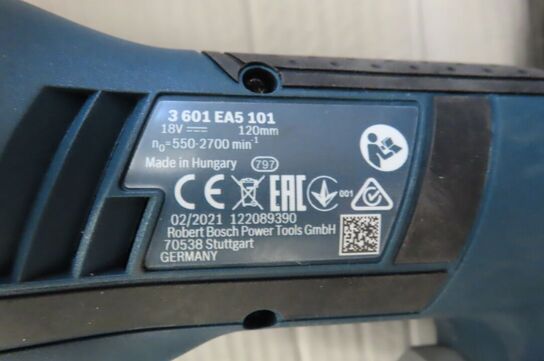 3 601 EA5 101
18V ⎓ 120mm
n₀=550-2700 min⁻¹
Made in Hungary 797
CE EAC 001
02/2021 122089390
Robert Bosch Power Tools GmbH
70538 Stuttgart
GERMANY